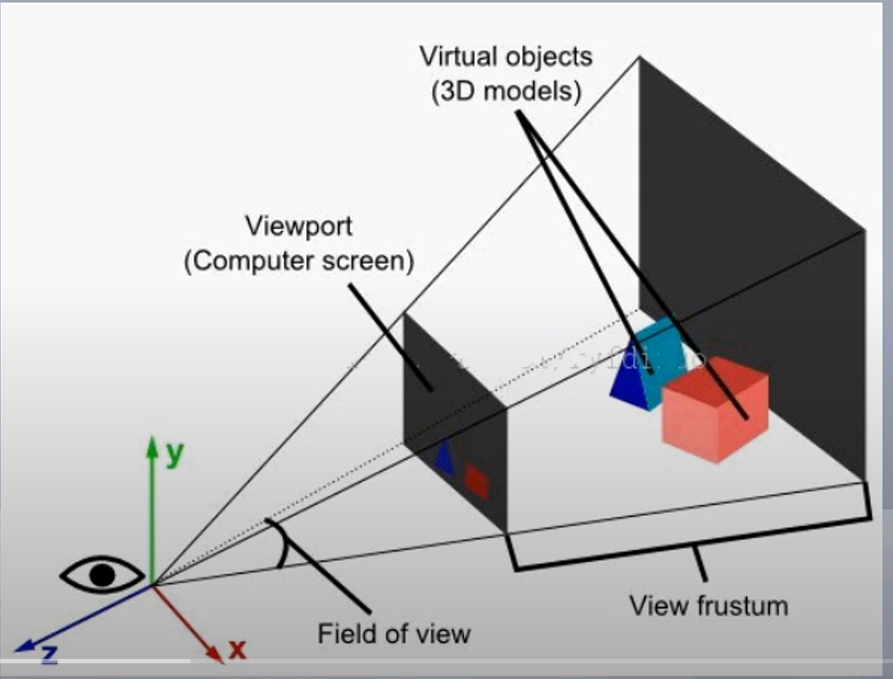 Virtual objects
(3D models)
Viewport
(Computer screen)
y
z
x
Field of view
View frustum